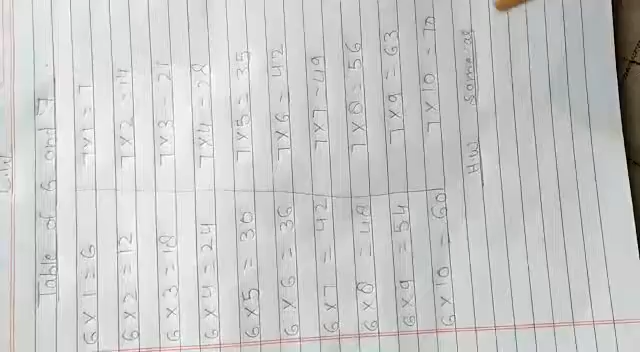 C.W
Table of 6 and 7
6 x 1 = 6 7 x 1 = 7
6 x 2 = 12 7 x 2 = 14
6 x 3 = 18 7 x 3 = 21
6 x 4 = 24 7 x 4 = 28
6 x 5 = 30 7 x 5 = 35
6 x 6 = 36 7 x 6 = 42
6 x 7 = 42 7 x 7 = 49
6 x 8 = 48 7 x 8 = 56
6 x 9 = 54 7 x 9 = 63
6 x 10 = 60 7 x 10 = 70
H.W Same as